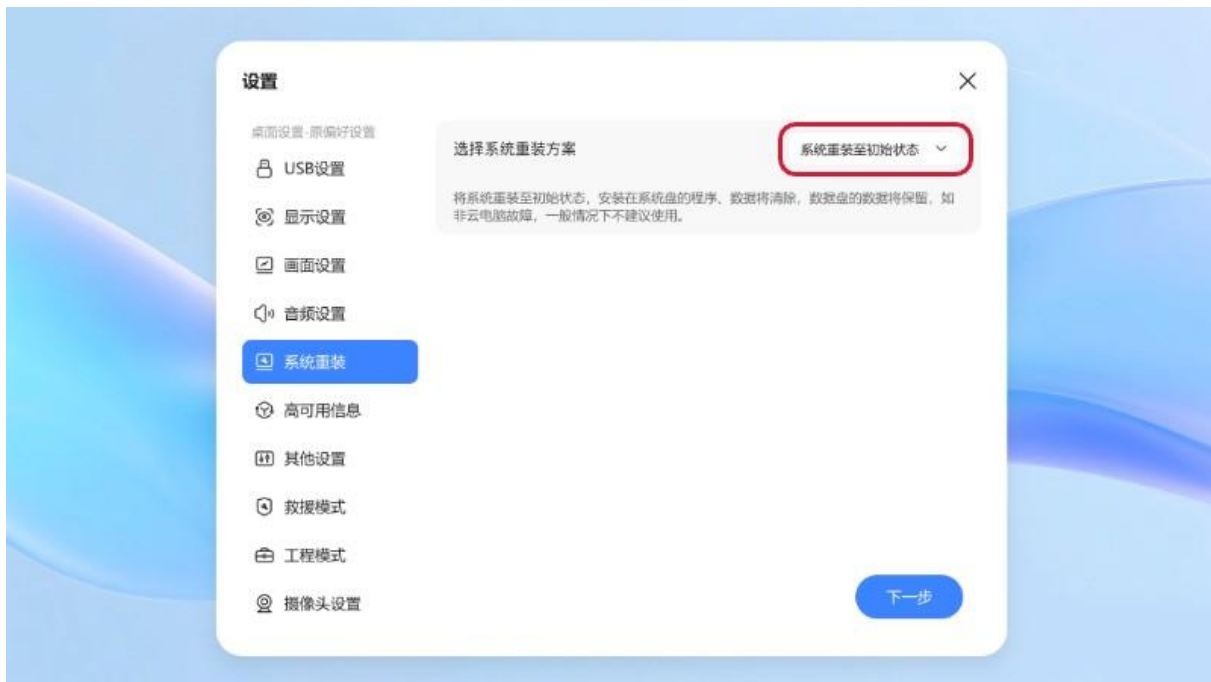 设置
桌面设置-原偏好设置
USB设置
显示设置
画面设置
音频设置
系统重装
高可用信息
其他设置
救援模式
工程模式
摄像头设置
选择系统重装方案
系统重装至初始状态
将系统重装至初始状态，安装在系统盘的程序、数据将清除，数据盘的数据将保留，如
非云电脑故障，一般情况下不建议使用。
下一步